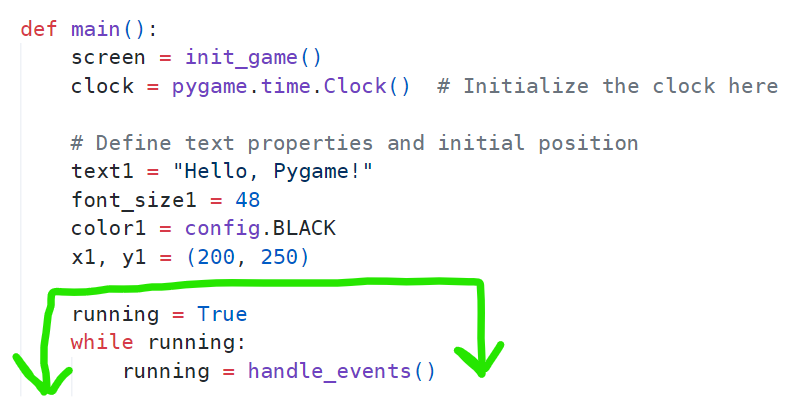 def main():
    screen = init_game()
    clock = pygame.time.Clock()  # Initialize the clock here

    # Define text properties and initial position
    text1 = "Hello, Pygame!"
    font_size1 = 48
    color1 = config.BLACK
    x1, y1 = (200, 250)

    running = True
    while running:
        running = handle_events()